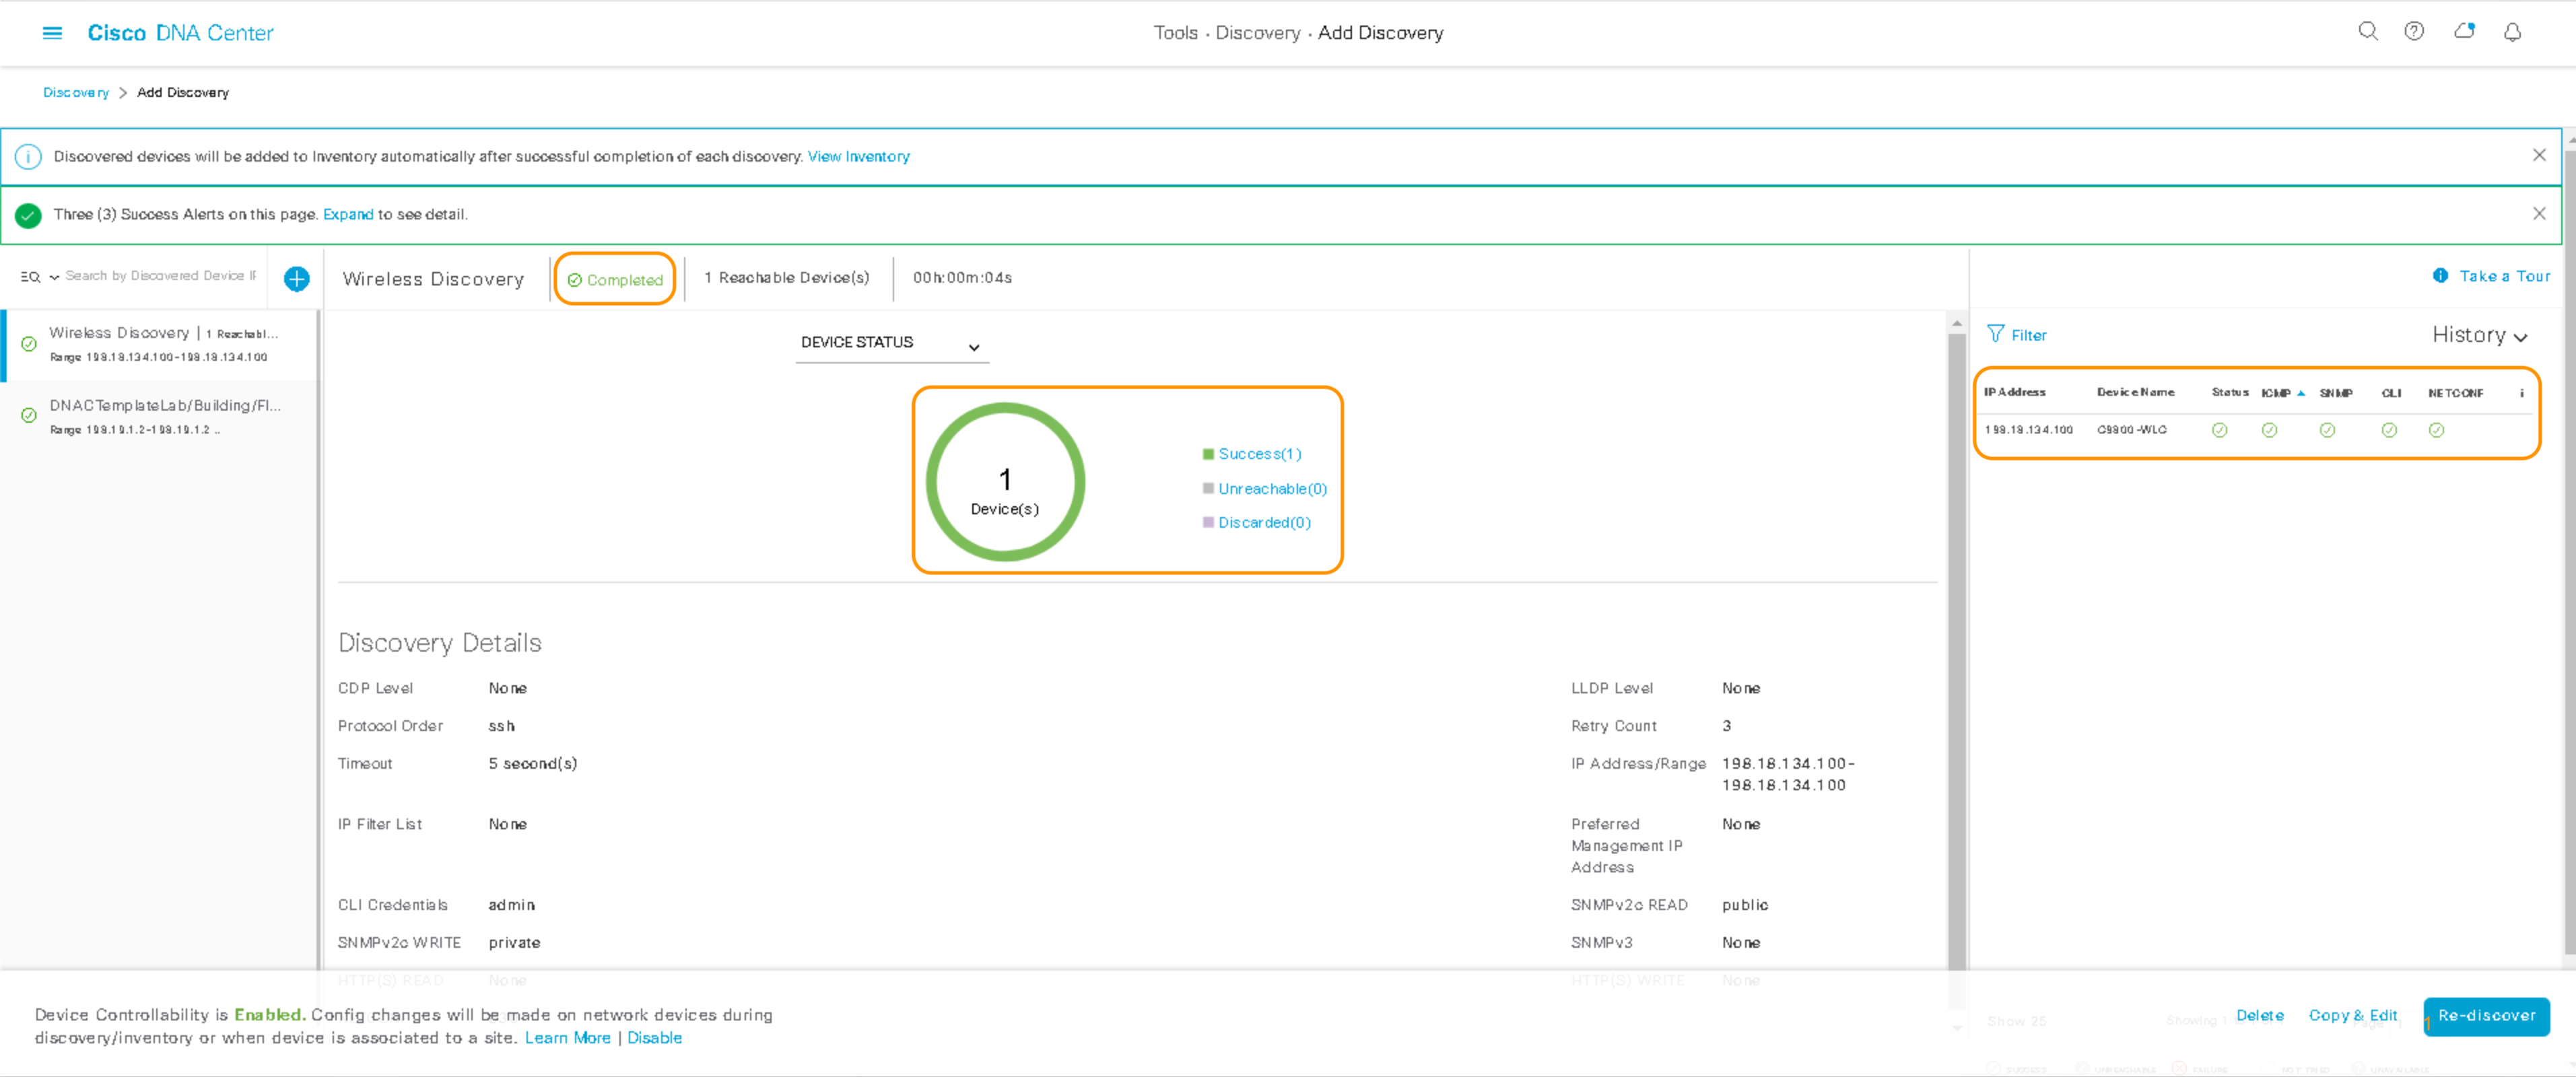 Cisco DNA Center
Tools · Discovery · Add Discovery
Discovery > Add Discovery
Discovered devices will be added to Inventory automatically after successful completion of each discovery. View Inventory
Three (3) Success Alerts on this page. Expand to see detail.
Search by Discovered Device IP
Wireless Discovery
Completed
1 Reachable Device(s)
00h:00m:04s
Take a Tour
Wireless Discovery | 1 Reachabl...
Range 198.18.134.100-198.18.134.100
DNACTemplateLab/Building/Fl...
Range 198.19.1.2-198.19.1.2 ..
DEVICE STATUS
1
Device(s)
Success(1)
Unreachable(0)
Discarded(0)
Filter
History
IP Address Device Name Status ICMP SNMP CLI NETCONF
198.18.134.100 C9800-WLC
Discovery Details
CDP Level None
LLDP Level None
Protocol Order ssh
Retry Count 3
Timeout 5 second(s)
IP Address/Range 198.18.134.100-
198.18.134.100
IP Filter List None
Preferred None
Management IP
Address
CLI Credentials admin
SNMPv2c READ public
SNMPv2c WRITE private
SNMPv3 None
HTTP(S) READ None
HTTP(S) WRITE None
Device Controllability is Enabled. Config changes will be made on network devices during
discovery/inventory or when device is associated to a site. Learn More | Disable
Show 25
Showing 1
Delete
Copy & Edit
1
Re-discover
SUCCESS UNREACHABLE FAILURE NOT TRIED UNAVAILABLE